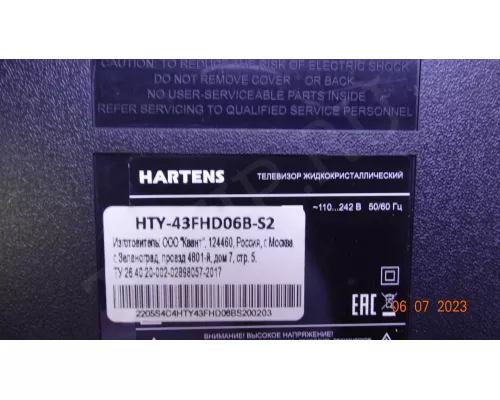 CAUTION: TO REDUCE THE RISK OF ELECTRIC SHOCK
DO NOT REMOVE COVER OR BACK
NO USER-SERVICEABLE PARTS INSIDE
REFER SERVICING TO QUALIFIED SERVICE PERSONNEL
HARTENS
ТЕЛЕВИЗОР ЖИДКОКРИСТАЛЛИЧЕСКИЙ
HTY-43FHD06B-S2
~110...242 В 50/60 Гц
Изготовитель: ООО "Квант", 124460, Россия, г. Москва,
г. Зеленоград, проезд 4801-й, дом 7, стр. 5.
ТУ 26.40.20-002-02898057-2017
2205S4C4HTY43FHD06BS200203
EAC
06 07 2023
ВНИМАНИЕ! ВЫСОКОЕ НАПРЯЖЕНИЕ!